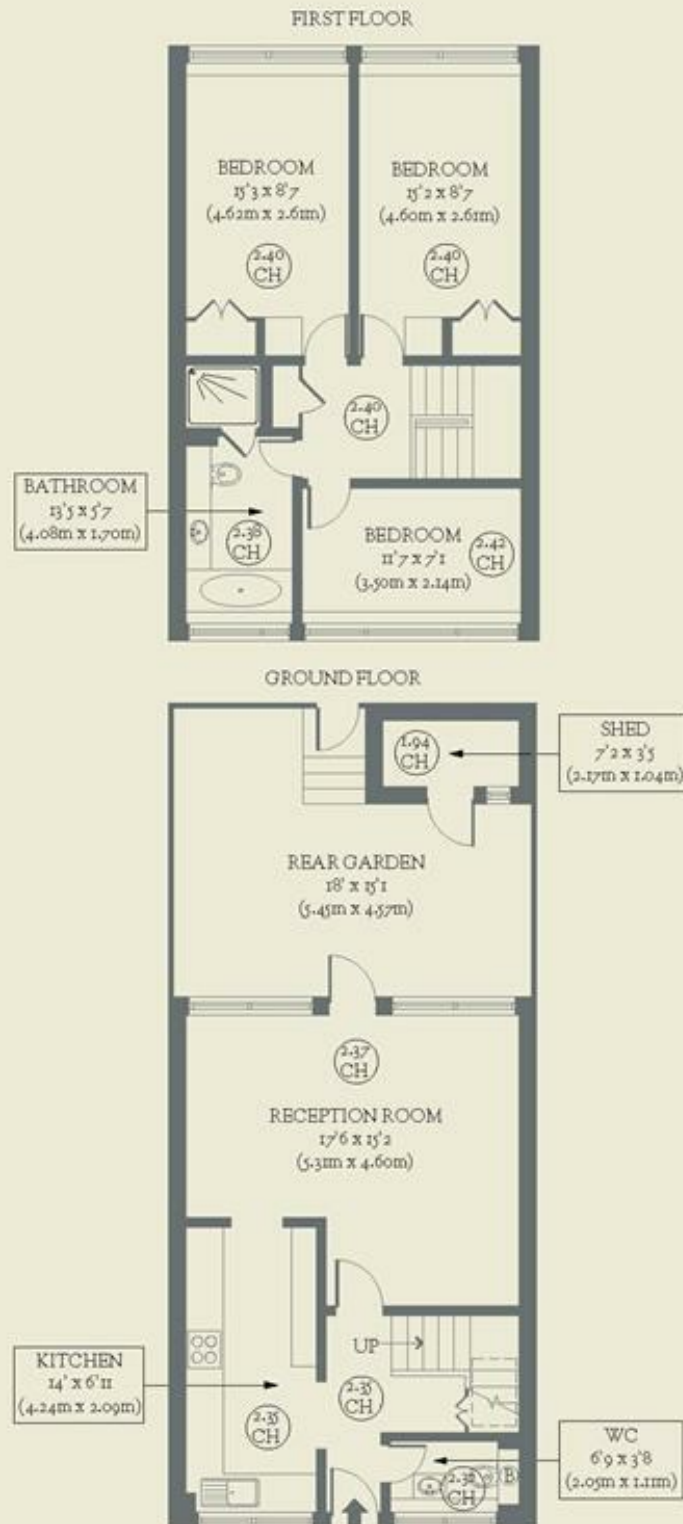 FIRST FLOOR
BEDROOM
15'3 x 8'7
(4.62m x 2.61m)
2.40
CH
BEDROOM
15'2 x 8'7
(4.60m x 2.61m)
2.40
CH
2.40
CH
BATHROOM
13'5 x 5'7
(4.08m x 1.70m)
2.38
CH
BEDROOM
11'7 x 7'1
(3.50m x 2.14m)
2.42
CH
GROUND FLOOR
1.94
CH
SHED
7'2 x 3'5
(2.17m x 1.04m)
REAR GARDEN
18' x 15'1
(5.45m x 4.57m)
2.37
CH
RECEPTION ROOM
17'6 x 15'2
(5.31m x 4.60m)
UP
KITCHEN
14' x 6'11
(4.24m x 2.09m)
2.35
CH
2.35
CH
WC
6'9 x 3'8
(2.05m x 1.11m)
CH
B